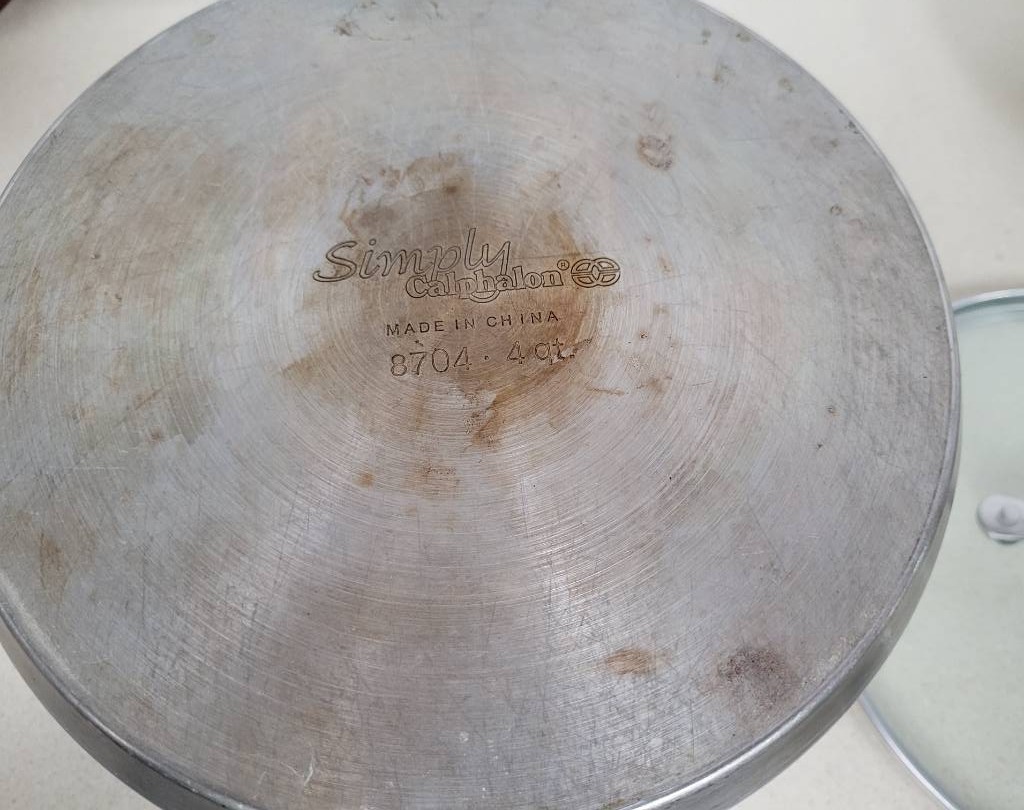 Simply
Calphalon®
MADE IN CHINA
8704 · 4 qt.